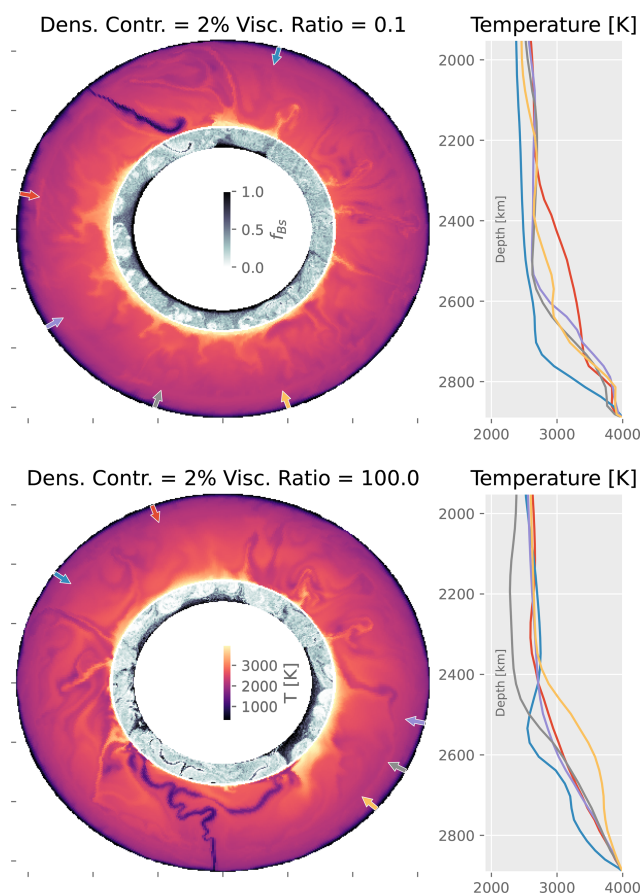 Dens. Contr. = 2% Visc. Ratio = 0.1
Temperature [K]
1.0
0.5
0.0
f_Bs
2000
2200
2400
2600
2800
Depth [km]
2000 3000 4000
Dens. Contr. = 2% Visc. Ratio = 100.0
Temperature [K]
3000
2000
1000
T [K]
2000
2200
2400
2600
2800
Depth [km]
2000 3000 4000